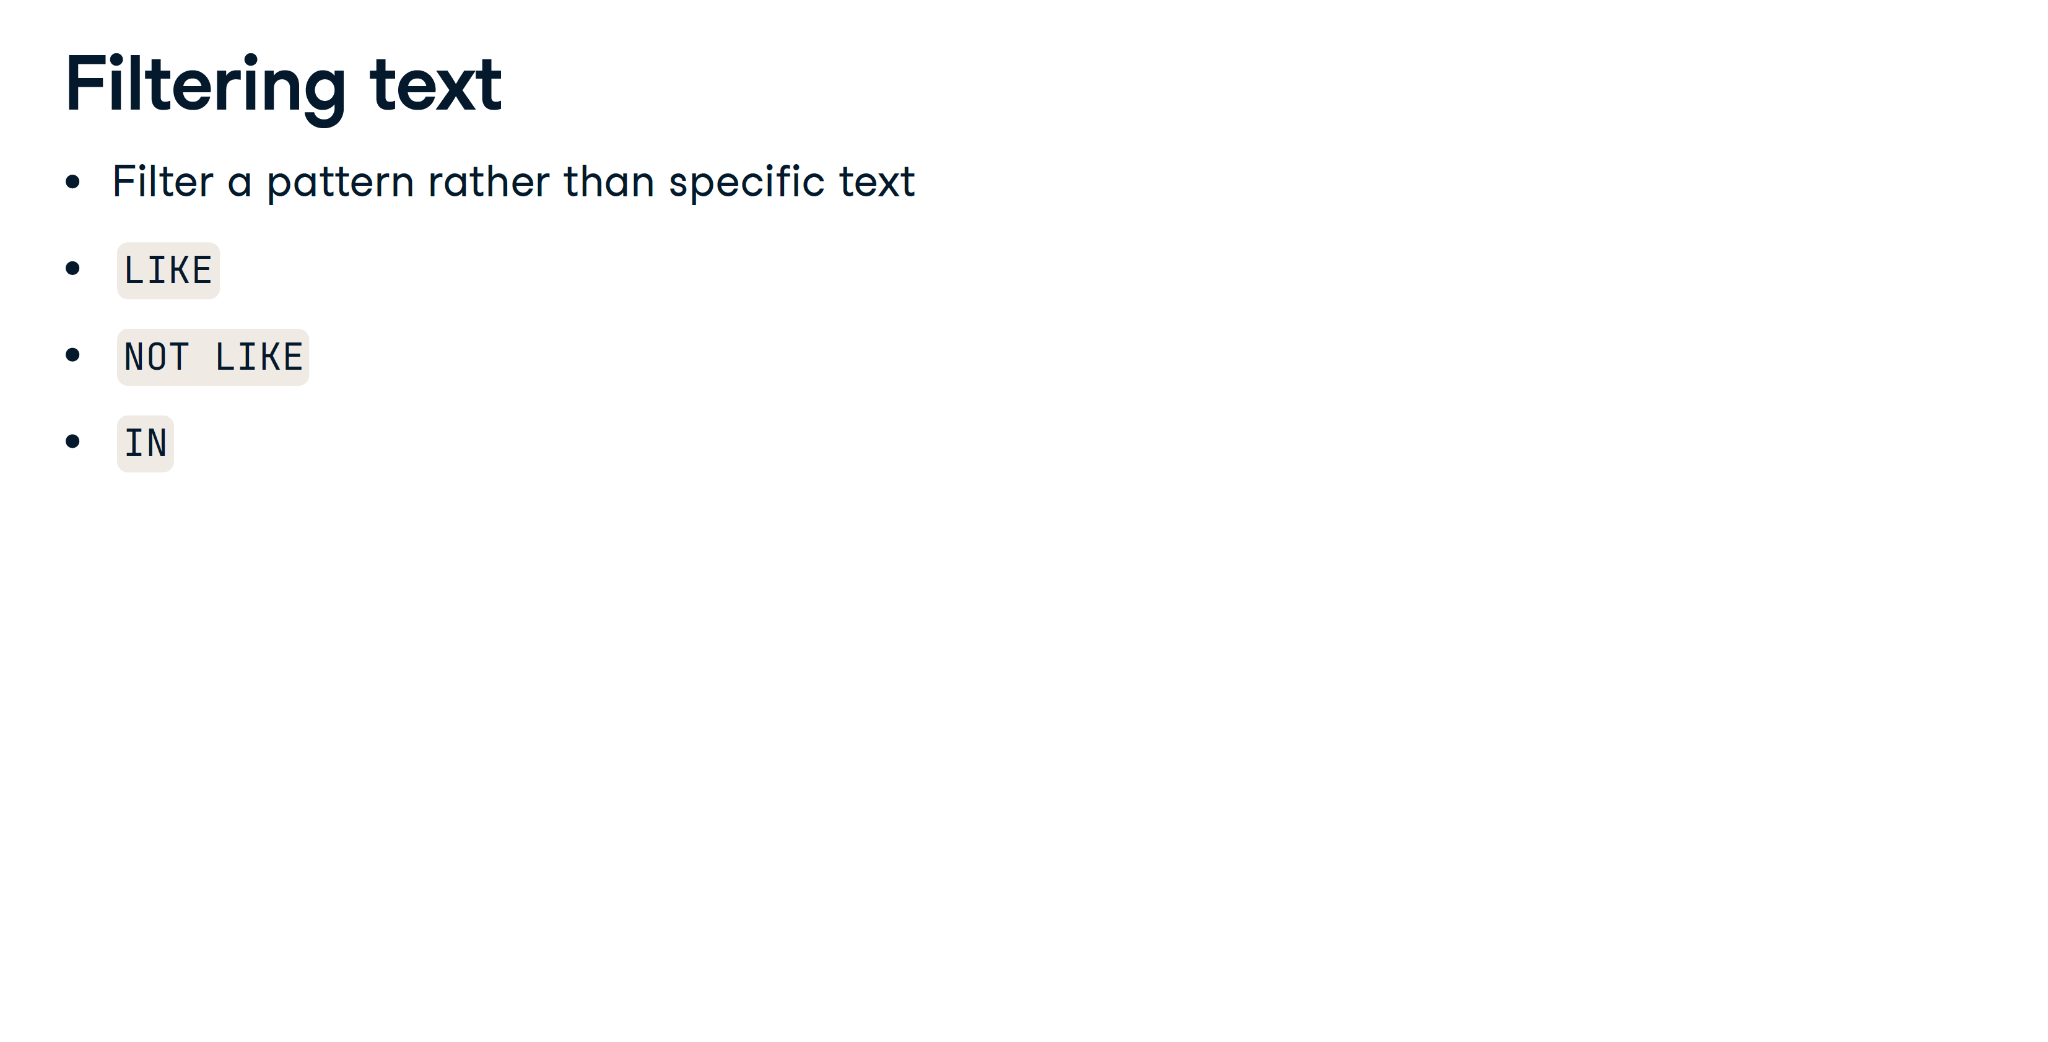 Filtering text
• Filter a pattern rather than specific text
• LIKE
• NOT LIKE
• IN